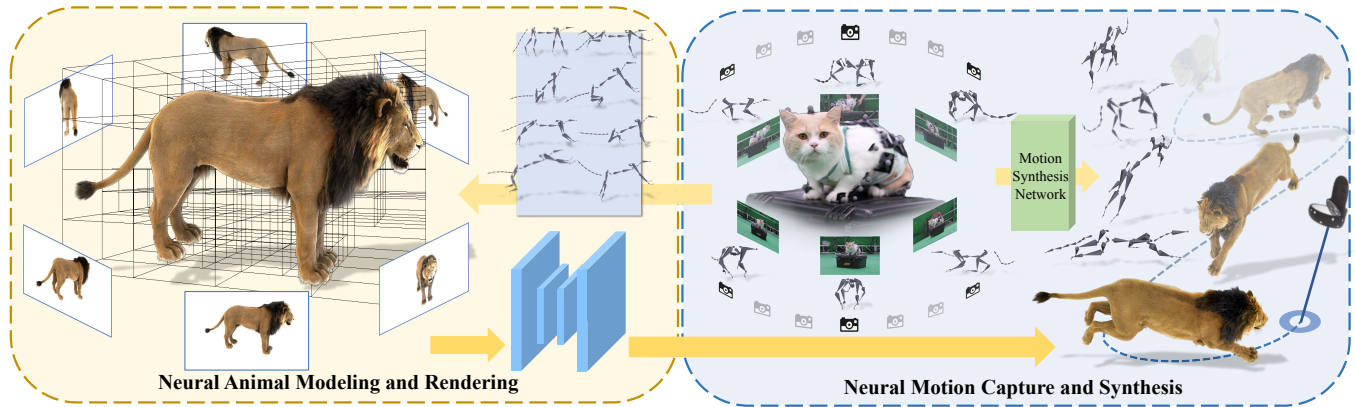 Motion
Synthesis
Network
Neural Animal Modeling and Rendering
Neural Motion Capture and Synthesis